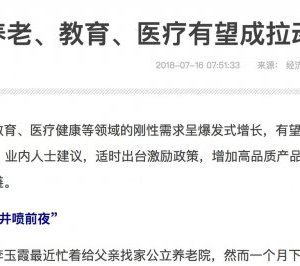 养老、教育、医疗有望成拉动
2018-07-16 07:51:33 来源： 经济
教育、医疗健康等领域的刚性需求呈爆发式增长，有望
业内人士建议，适时出台激励政策，增加高品质产品
链。
井喷前夜”
李玉霞最近忙着给父亲找家公立养老院，然而一个月下